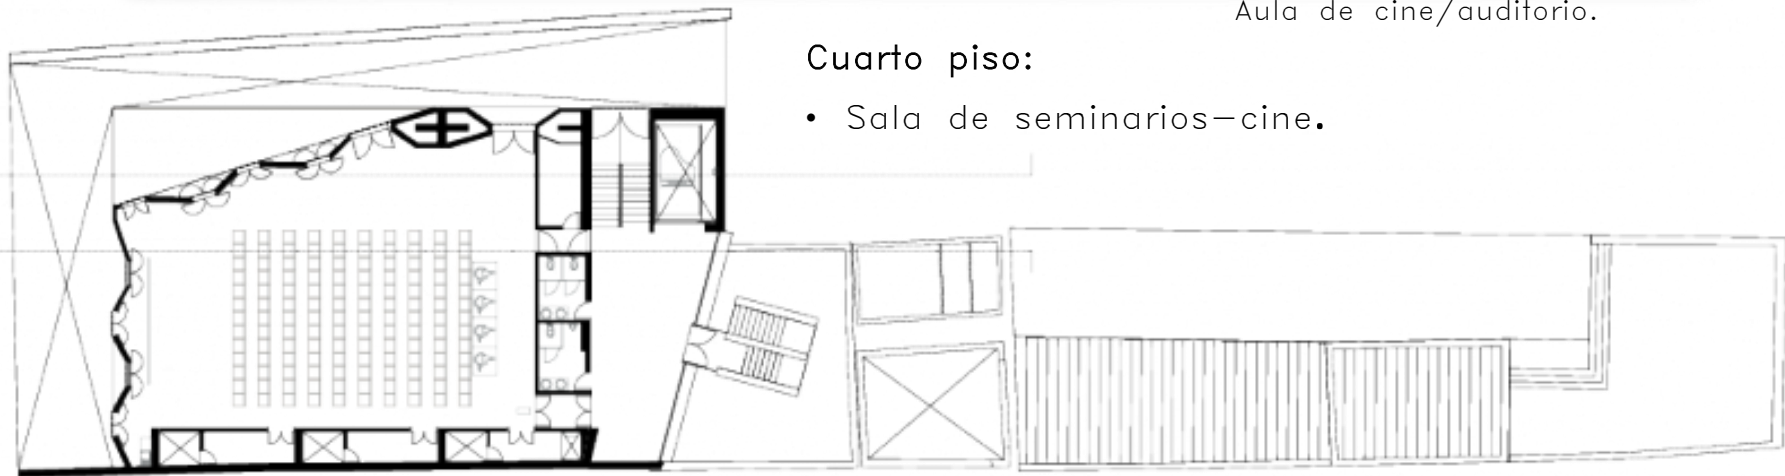 Aula de cine/auditorio.
Cuarto piso:
• Sala de seminarios-cine.